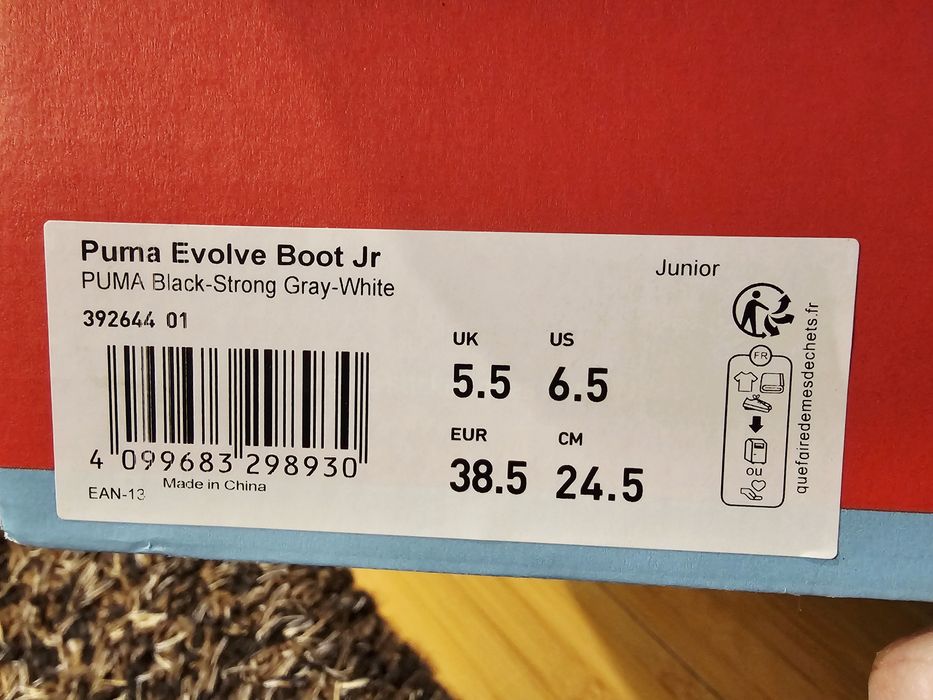 Puma Evolve Boot Jr
PUMA Black-Strong Gray-White
392644 01
Junior
UK US
5.5 6.5
EUR CM
38.5 24.5
4 099683 298930
EAN-13 Made in China
FR
ou
quefairedemesdechets.fr